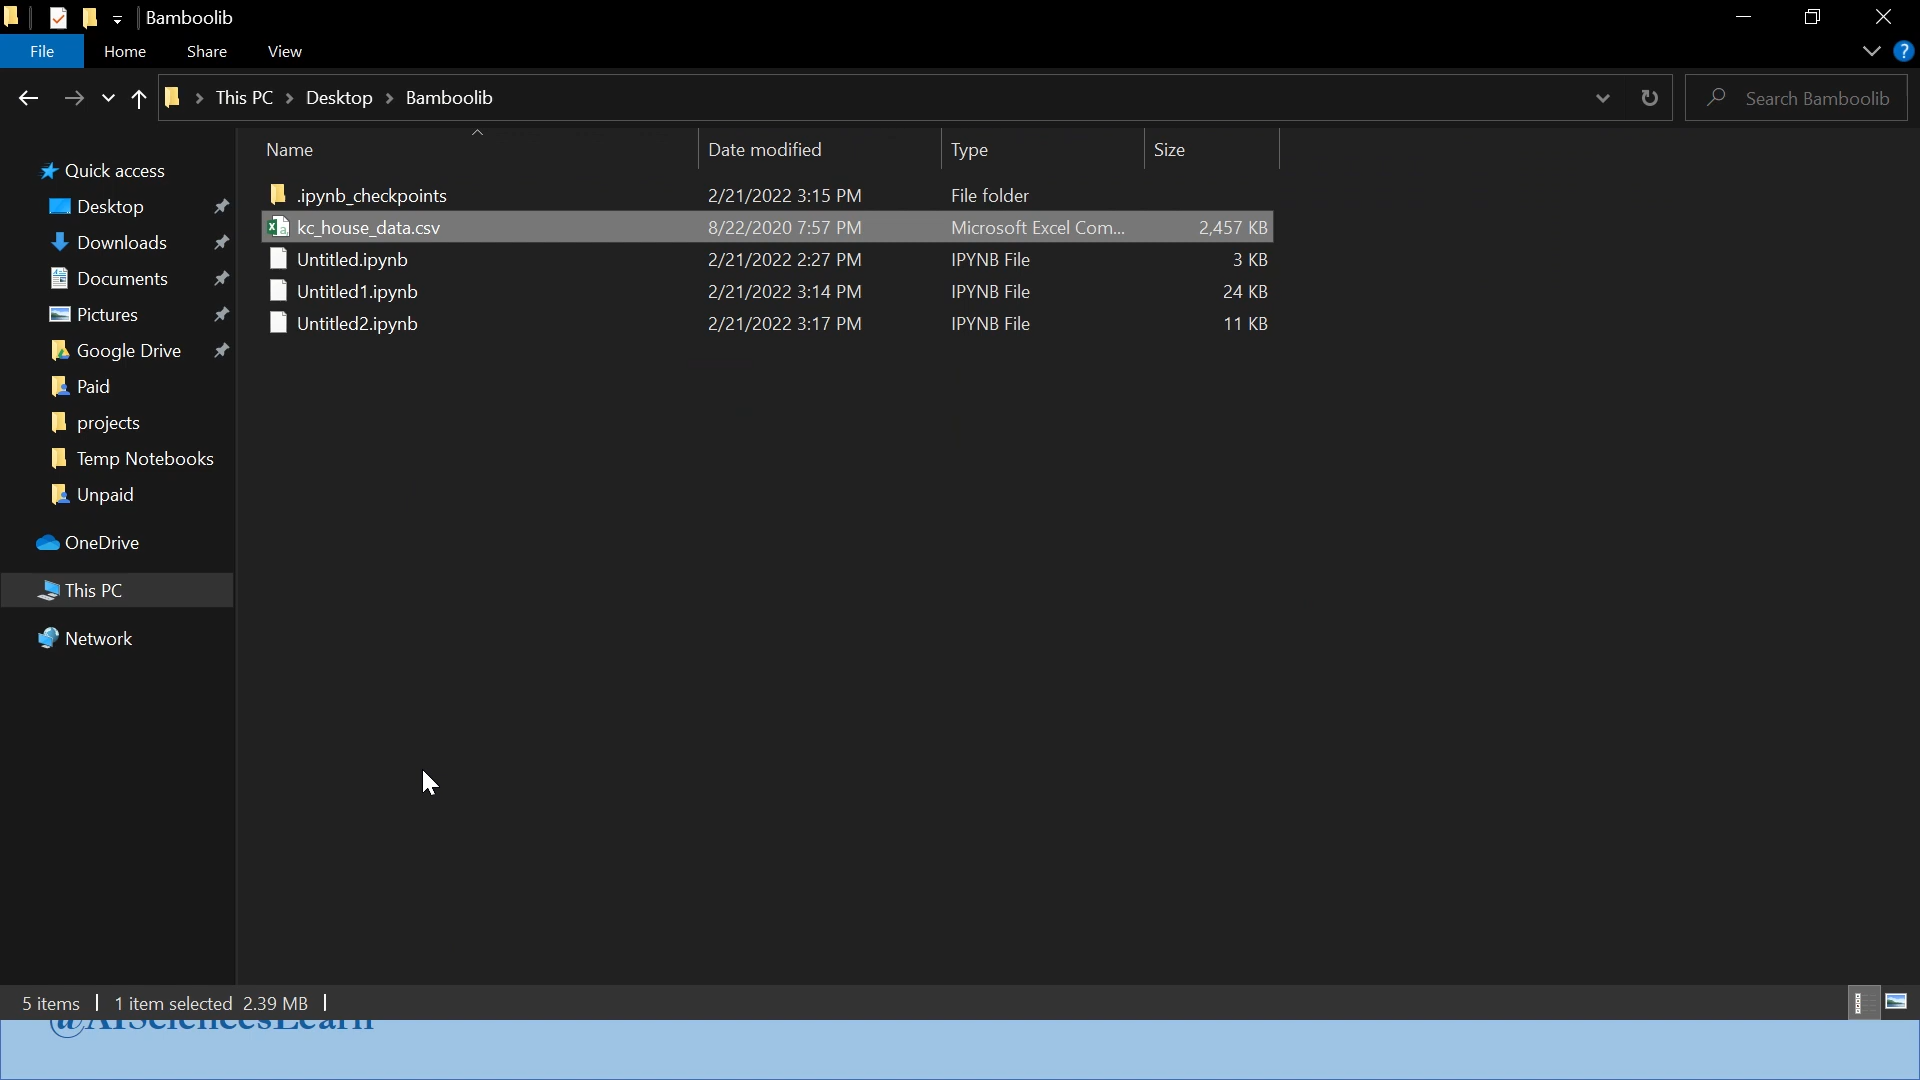 Bamboolib
File Home Share View
This PC > Desktop > Bamboolib
Search Bamboolib
Name Date modified Type Size
Quick access
Desktop
Downloads
Documents
Pictures
Google Drive
Paid
projects
Temp Notebooks
Unpaid
OneDrive
This PC
Network
.ipynb_checkpoints 2/21/2022 3:15 PM File folder
kc_house_data.csv 8/22/2020 7:57 PM Microsoft Excel Com... 2,457 KB
Untitled.ipynb 2/21/2022 2:27 PM IPYNB File 3 KB
Untitled1.ipynb 2/21/2022 3:14 PM IPYNB File 24 KB
Untitled2.ipynb 2/21/2022 3:17 PM IPYNB File 11 KB
5 items 1 item selected 2.39 MB
@AISciencesLearn